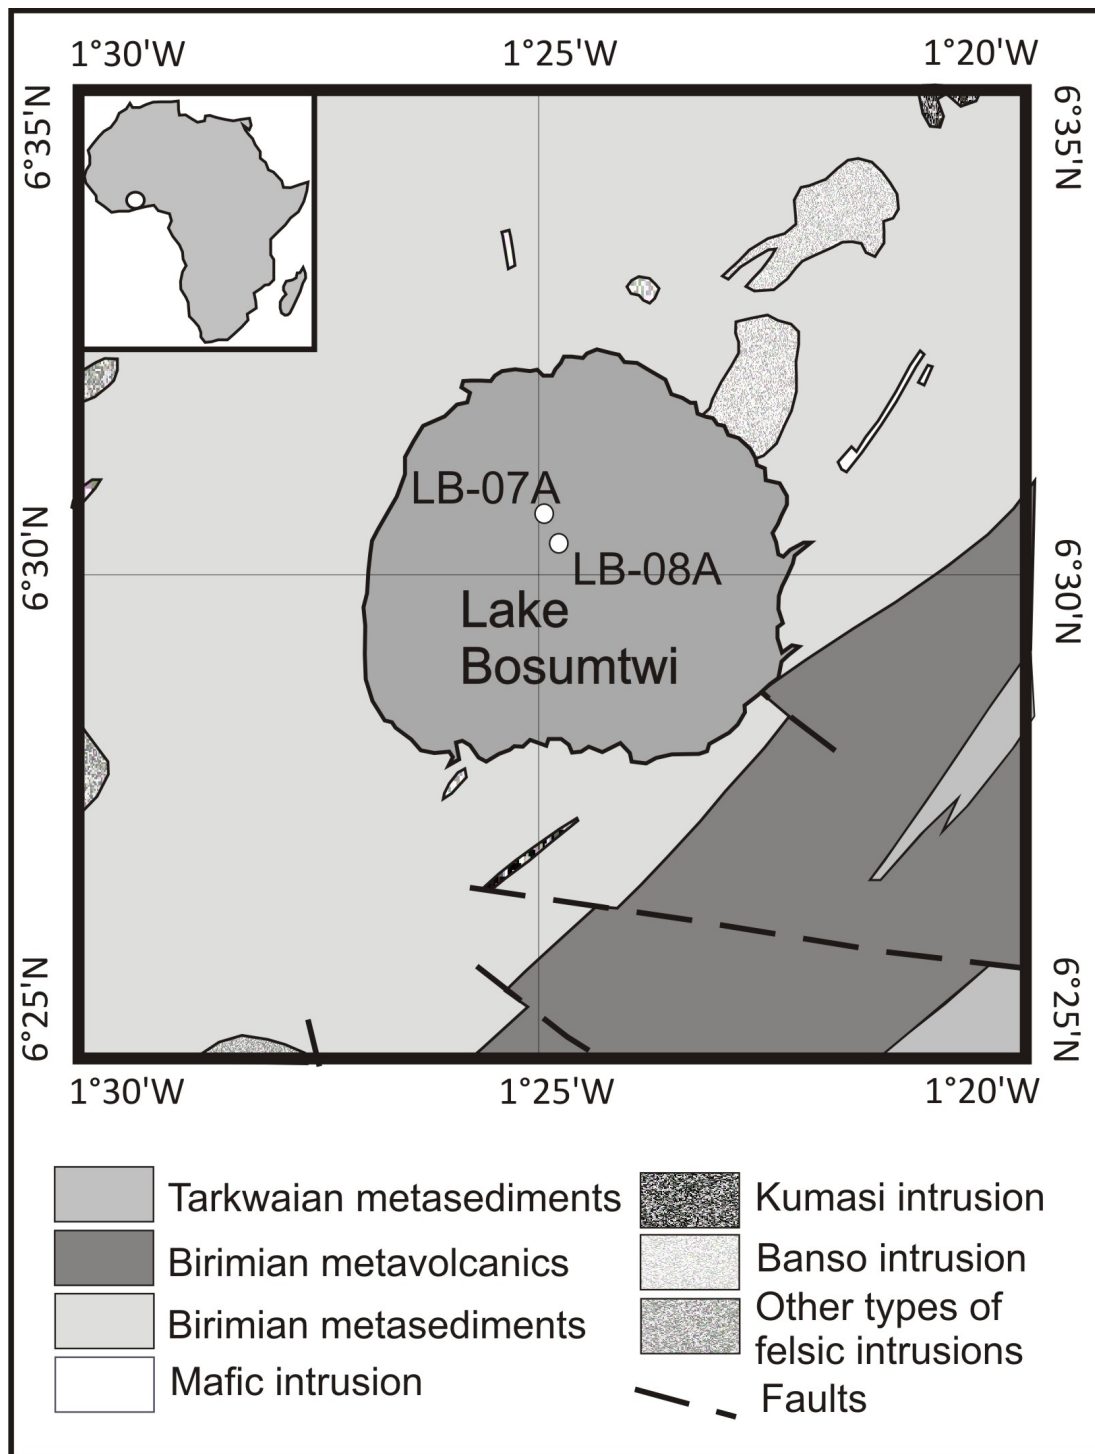 1°30'W
1°25'W
1°20'W
6°35'N
6°35'N
LB-07A
LB-08A
6°30'N
6°30'N
Lake
Bosumtwi
6°25'N
6°25'N
1°30'W
1°25'W
1°20'W
Tarkwaian metasediments
Birimian metavolcanics
Birimian metasediments
Mafic intrusion
Kumasi intrusion
Banso intrusion
Other types of
felsic intrusions
Faults